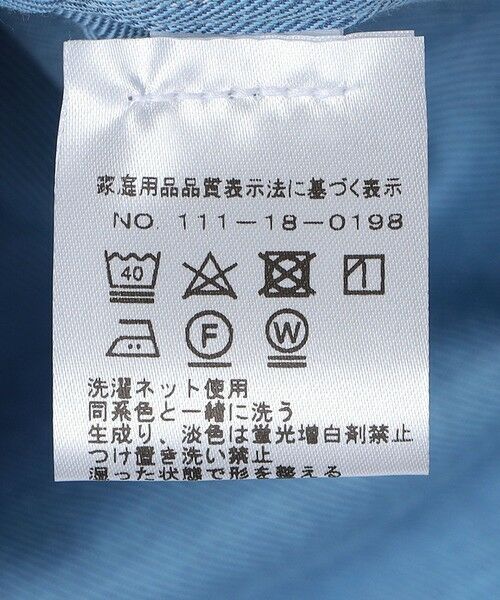 家庭用品品質表示法に基づく表示
NO. 111-18-0198
40
F W
洗濯ネット使用
同系色と一緒に洗う
生成り、淡色は蛍光増白剤禁止
つけ置き洗い禁止
湿った状態で形を整える